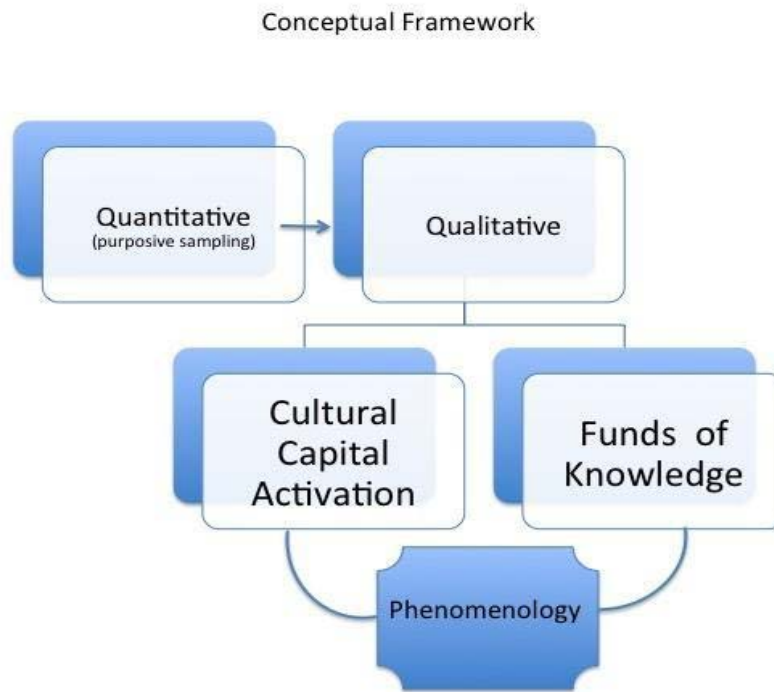 Conceptual Framework
Quantitative
(purposive sampling)
Qualitative
Cultural
Capital
Activation
Funds of
Knowledge
Phenomenology